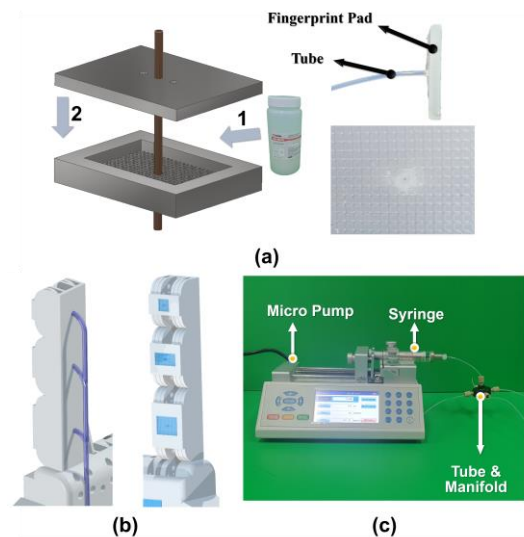 Fingerprint Pad
Tube
2
1
(a)
Micro Pump
Syringe
Tube &
Manifold
(b)
(c)